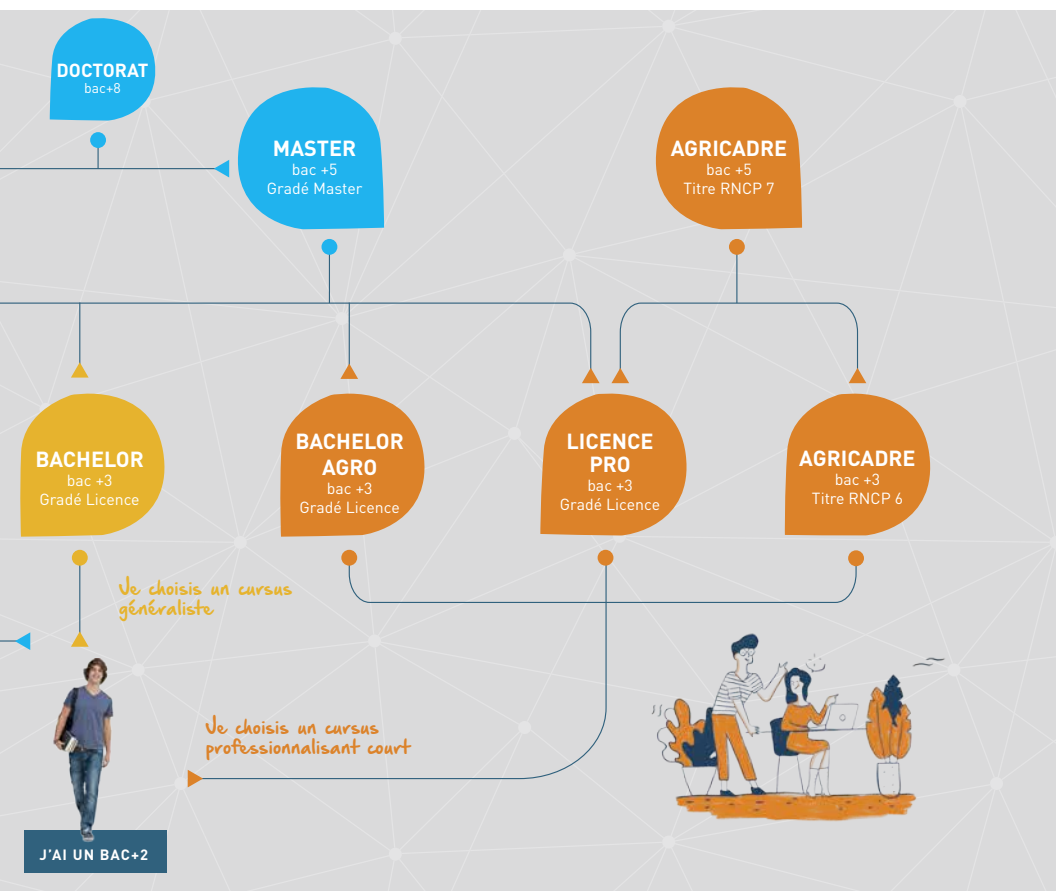 DOCTORAT
bac+8
MASTER
bac +5
Gradé Master
AGRICADRE
bac +5
Titre RNCP 7
BACHELOR
bac +3
Gradé Licence
BACHELOR
AGRO
bac +3
Gradé Licence
LICENCE
PRO
bac +3
Gradé Licence
AGRICADRE
bac +3
Titre RNCP 6
Je choisis un cursus
généraliste
Je choisis un cursus
professionnalisant court
J'AI UN BAC+2